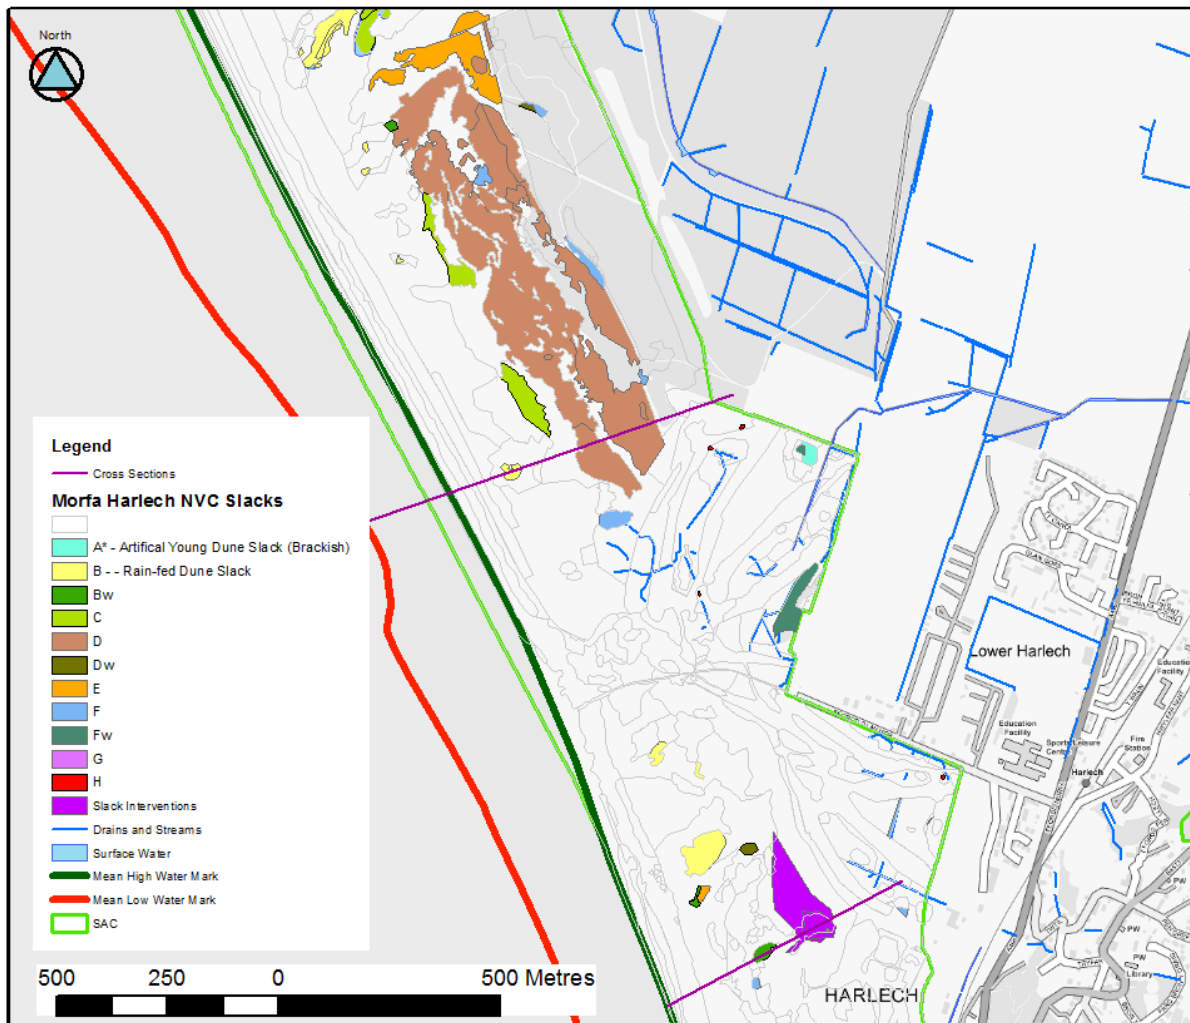 North
Legend
Cross Sections
Morfa Harlech NVC Slacks
A* - Artifical Young Dune Slack (Brackish)
B - - Rain-fed Dune Slack
Bw
C
D
Dw
E
F
Fw
G
H
Slack Interventions
Drains and Streams
Surface Water
Mean High Water Mark
Mean Low Water Mark
SAC
500 250 0 500 Metres
Lower Harlech
Education
Facility
Education
Facility
Sports Leisure
Centre
Fire
Station
Harlech
PW
PW
PW
Library
HARLECH